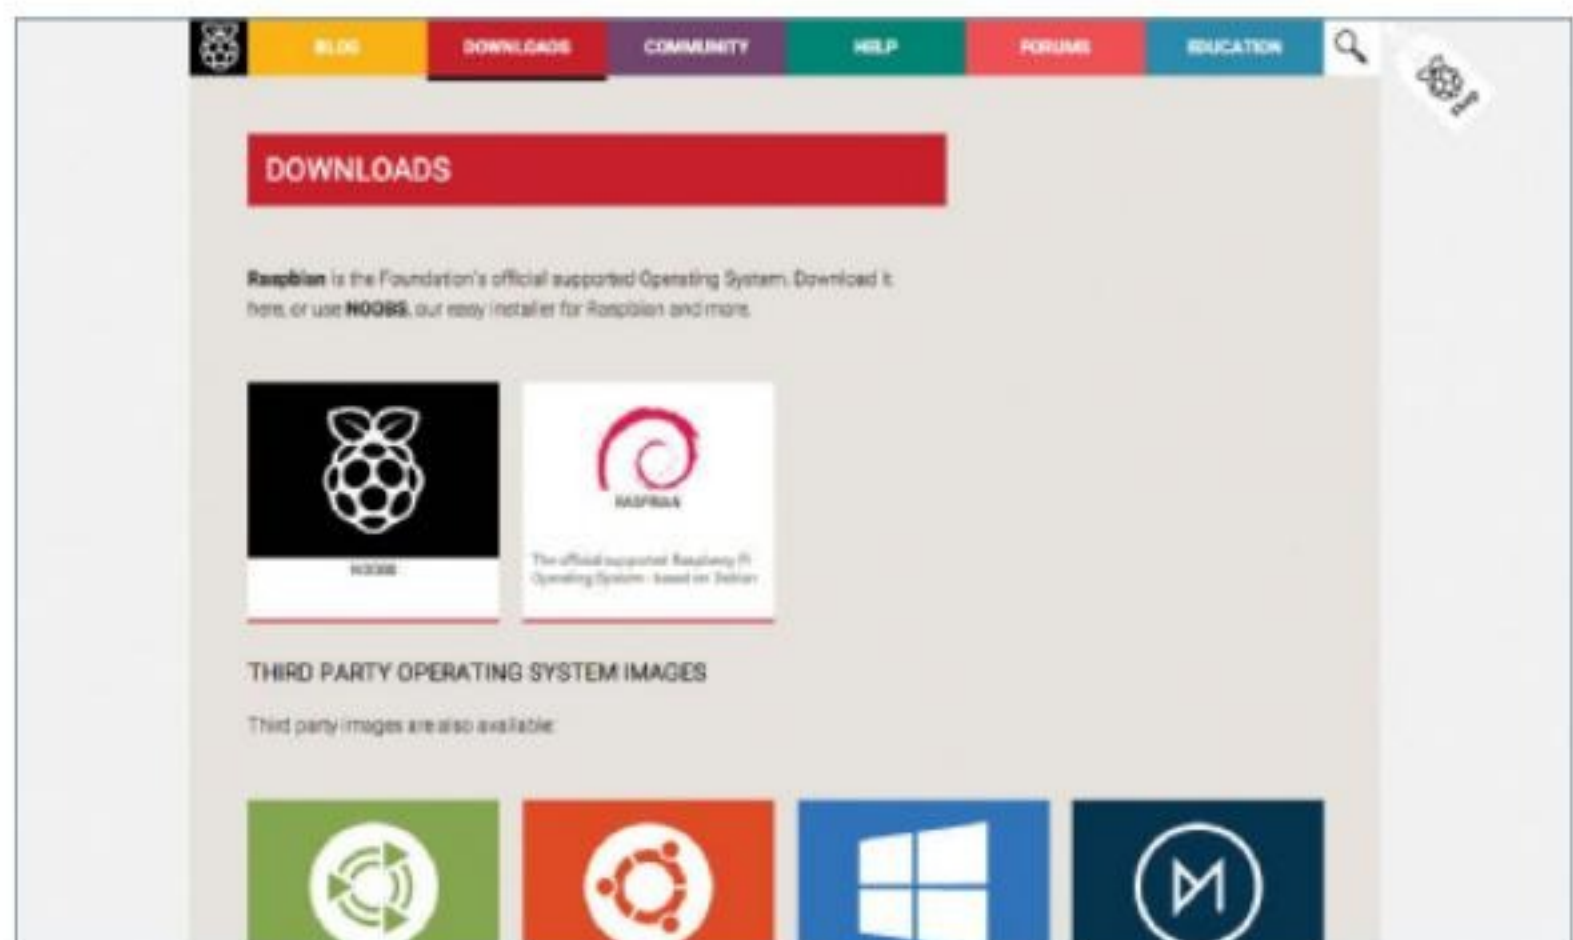 BLOG DOWNLOADS COMMUNITY HELP FORUMS EDUCATION
DOWNLOADS
Raspbian is the Foundation's official supported Operating System. Download it
here, or use NOOBS, our easy installer for Raspbian and more.
NOOBS
RASPBIAN
The official supported Raspberry Pi
Operating System - based on Debian
THIRD PARTY OPERATING SYSTEM IMAGES
Third party images are also available: